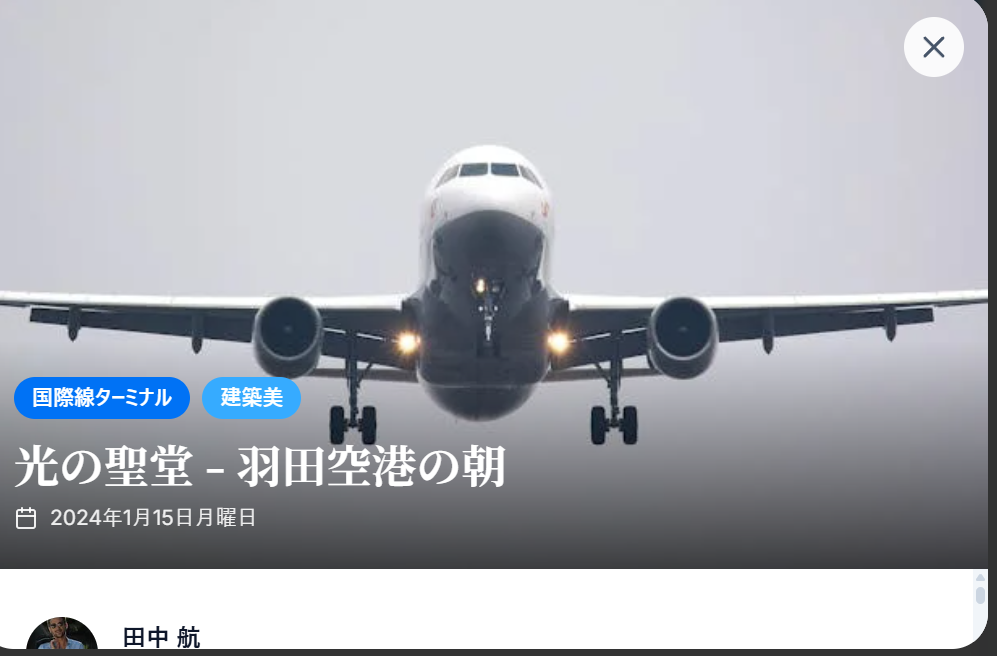 国際線ターミナル 建築美
光の聖堂 – 羽田空港の朝
2024年1月15日月曜日
田中 航